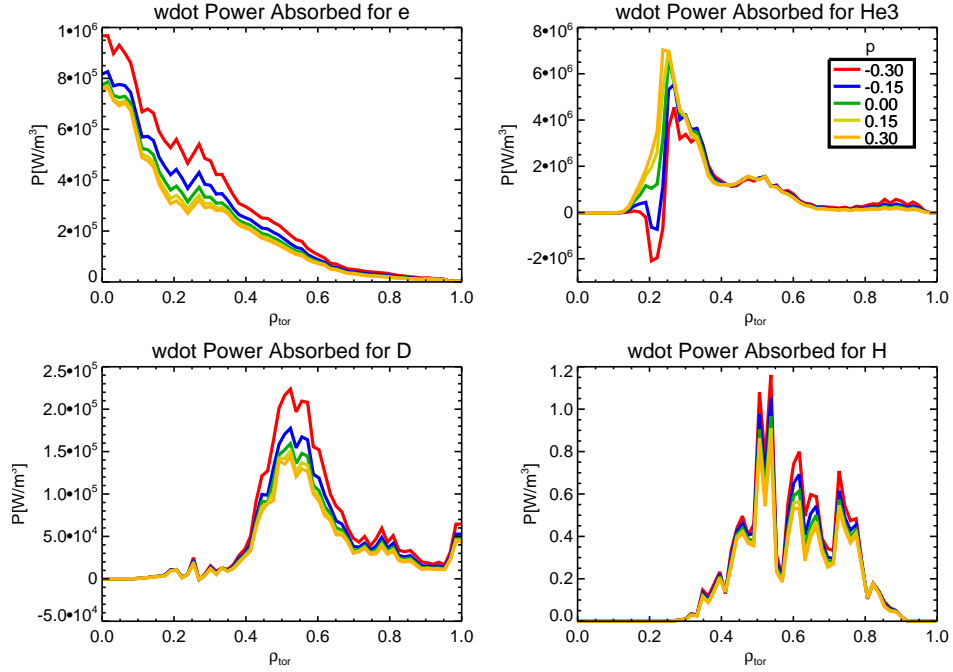 wdot Power Absorbed for e
1•10⁶
8•10⁵
6•10⁵
4•10⁵
2•10⁵
0
P[W/m³]
0.0 0.2 0.4 0.6 0.8 1.0
ρtor
wdot Power Absorbed for He3
8•10⁶
6•10⁶
4•10⁶
2•10⁶
0
-2•10⁶
P[W/m³]
p
-0.30
-0.15
0.00
0.15
0.30
0.0 0.2 0.4 0.6 0.8 1.0
ρtor
wdot Power Absorbed for D
2.5•10⁵
2.0•10⁵
1.5•10⁵
1.0•10⁵
5.0•10⁴
0
-5.0•10⁴
P[W/m³]
0.0 0.2 0.4 0.6 0.8 1.0
ρtor
wdot Power Absorbed for H
1.2
1.0
0.8
0.6
0.4
0.2
0.0
P[W/m³]
0.0 0.2 0.4 0.6 0.8 1.0
ρtor